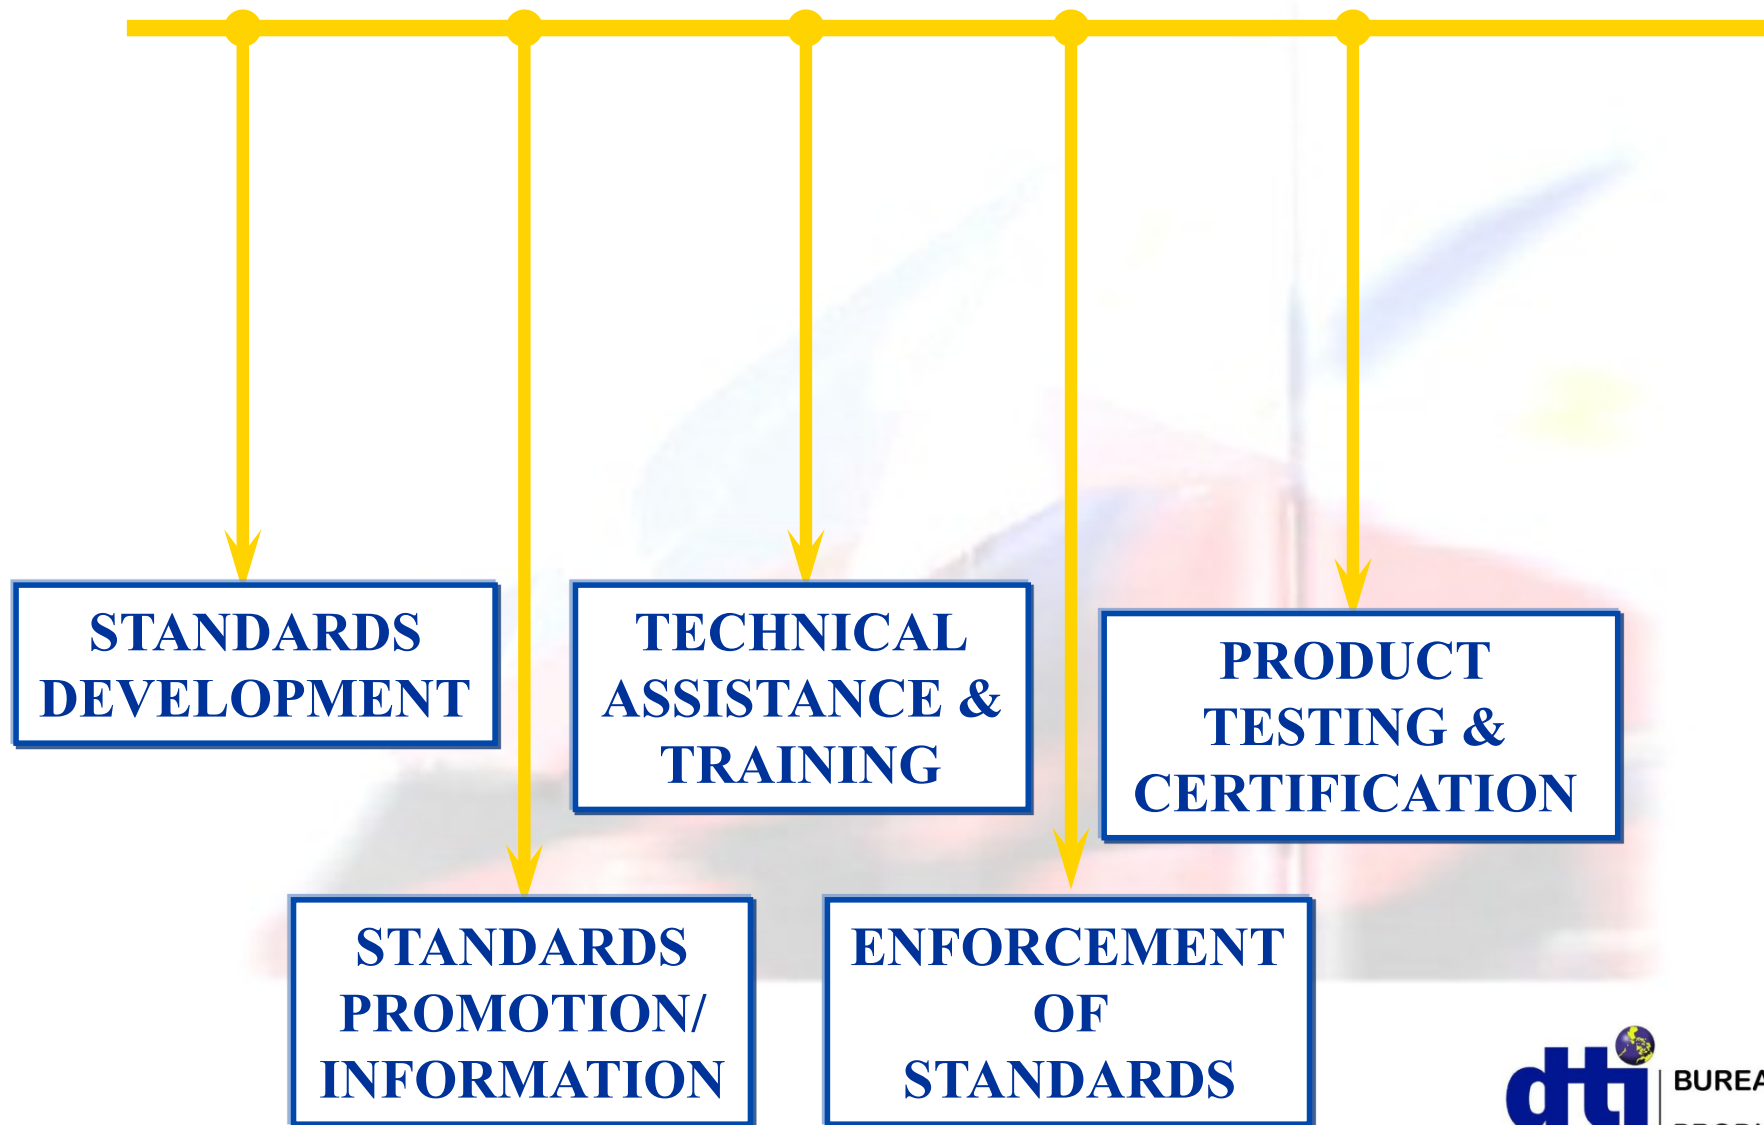 STANDARDS
DEVELOPMENT
TECHNICAL
ASSISTANCE &
TRAINING
PRODUCT
TESTING &
CERTIFICATION
STANDARDS
PROMOTION/
INFORMATION
ENFORCEMENT
OF
STANDARDS
dti